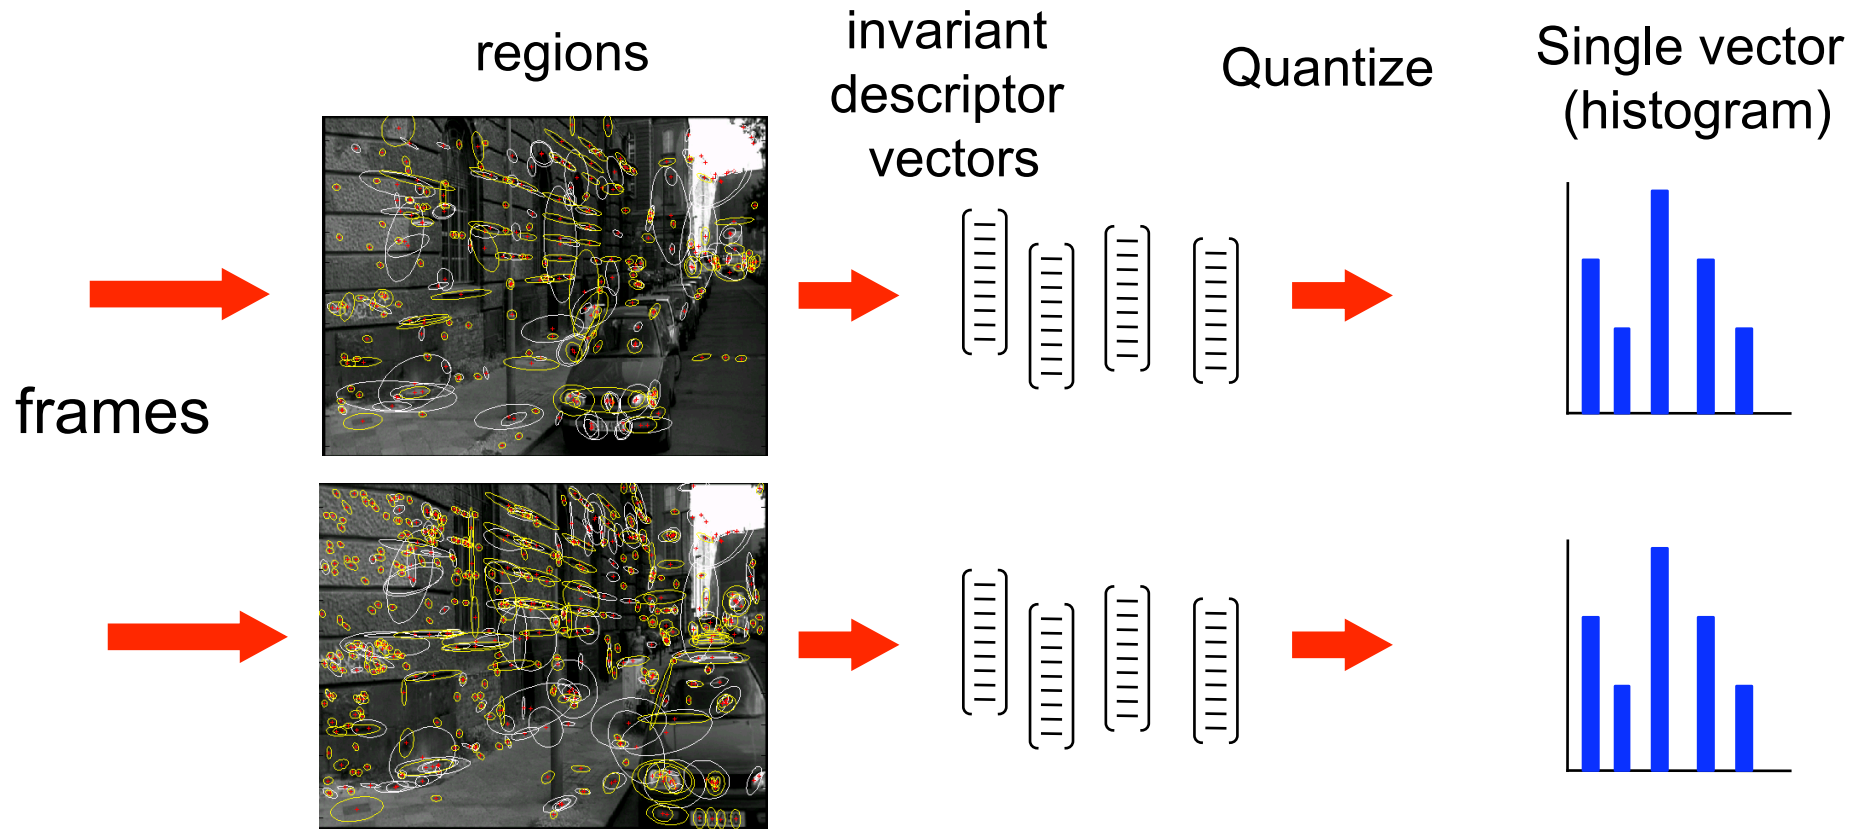 regions
invariant
descriptor
vectors
Quantize
Single vector
(histogram)
frames